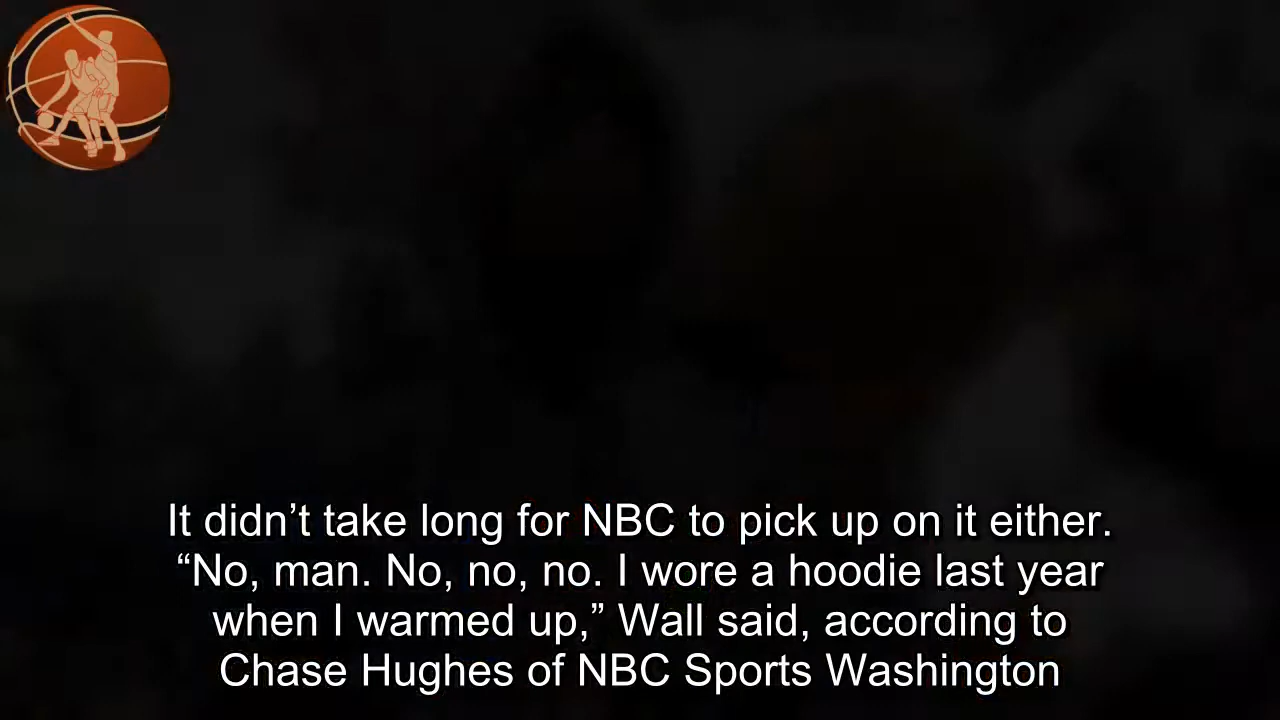 It didn’t take long for NBC to pick up on it either.
“No, man. No, no, no. I wore a hoodie last year
when I warmed up,” Wall said, according to
Chase Hughes of NBC Sports Washington